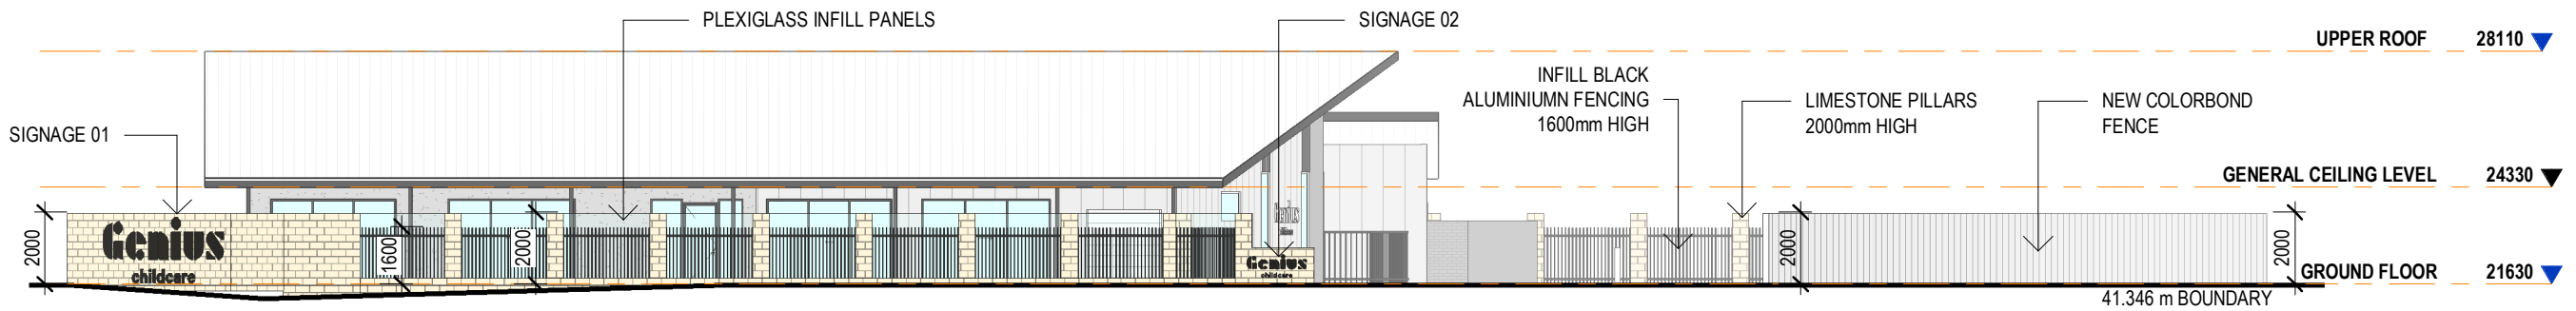 PLEXIGLASS INFILL PANELS
SIGNAGE 02
UPPER ROOF 28110
INFILL BLACK
ALUMINIUMN FENCING
1600mm HIGH
LIMESTONE PILLARS
2000mm HIGH
NEW COLORBOND
FENCE
SIGNAGE 01
GENERAL CEILING LEVEL 24330
Genius
childcare
Genius
Genius
childcare
2000
1600
2000
2000
2000
GROUND FLOOR 21630
41.346 m BOUNDARY